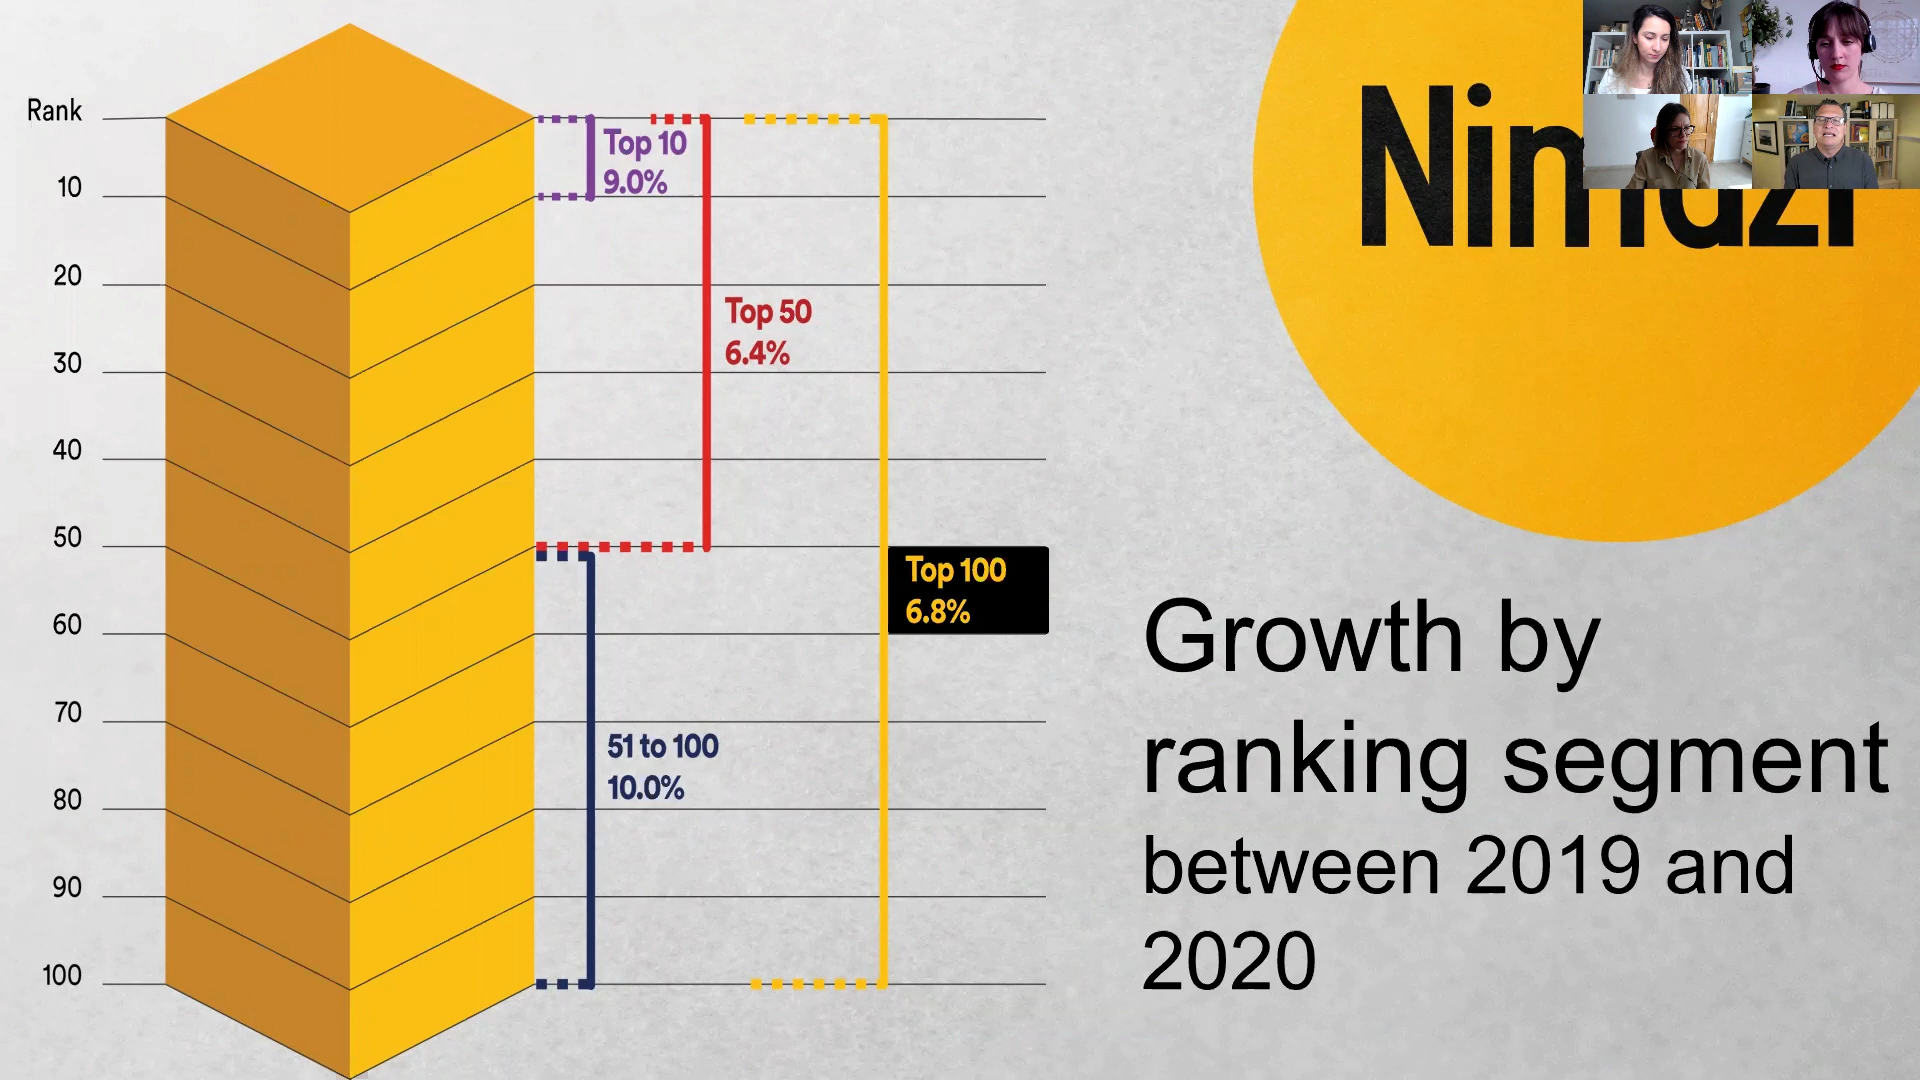 Rank
10
20
30
40
50
60
70
80
90
100
Top 10
9.0%
Top 50
6.4%
Top 100
6.8%
51 to 100
10.0%
Growth by
ranking segment
between 2019 and
2020